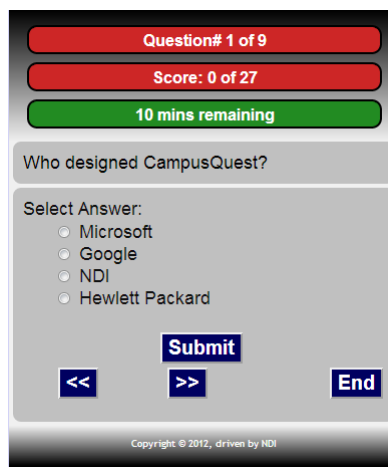 Question# 1 of 9
Score: 0 of 27
10 mins remaining
Who designed CampusQuest?
Select Answer:
Microsoft
Google
NDI
Hewlett Packard
Submit
<< >> End
Copyright © 2012, driven by NDI